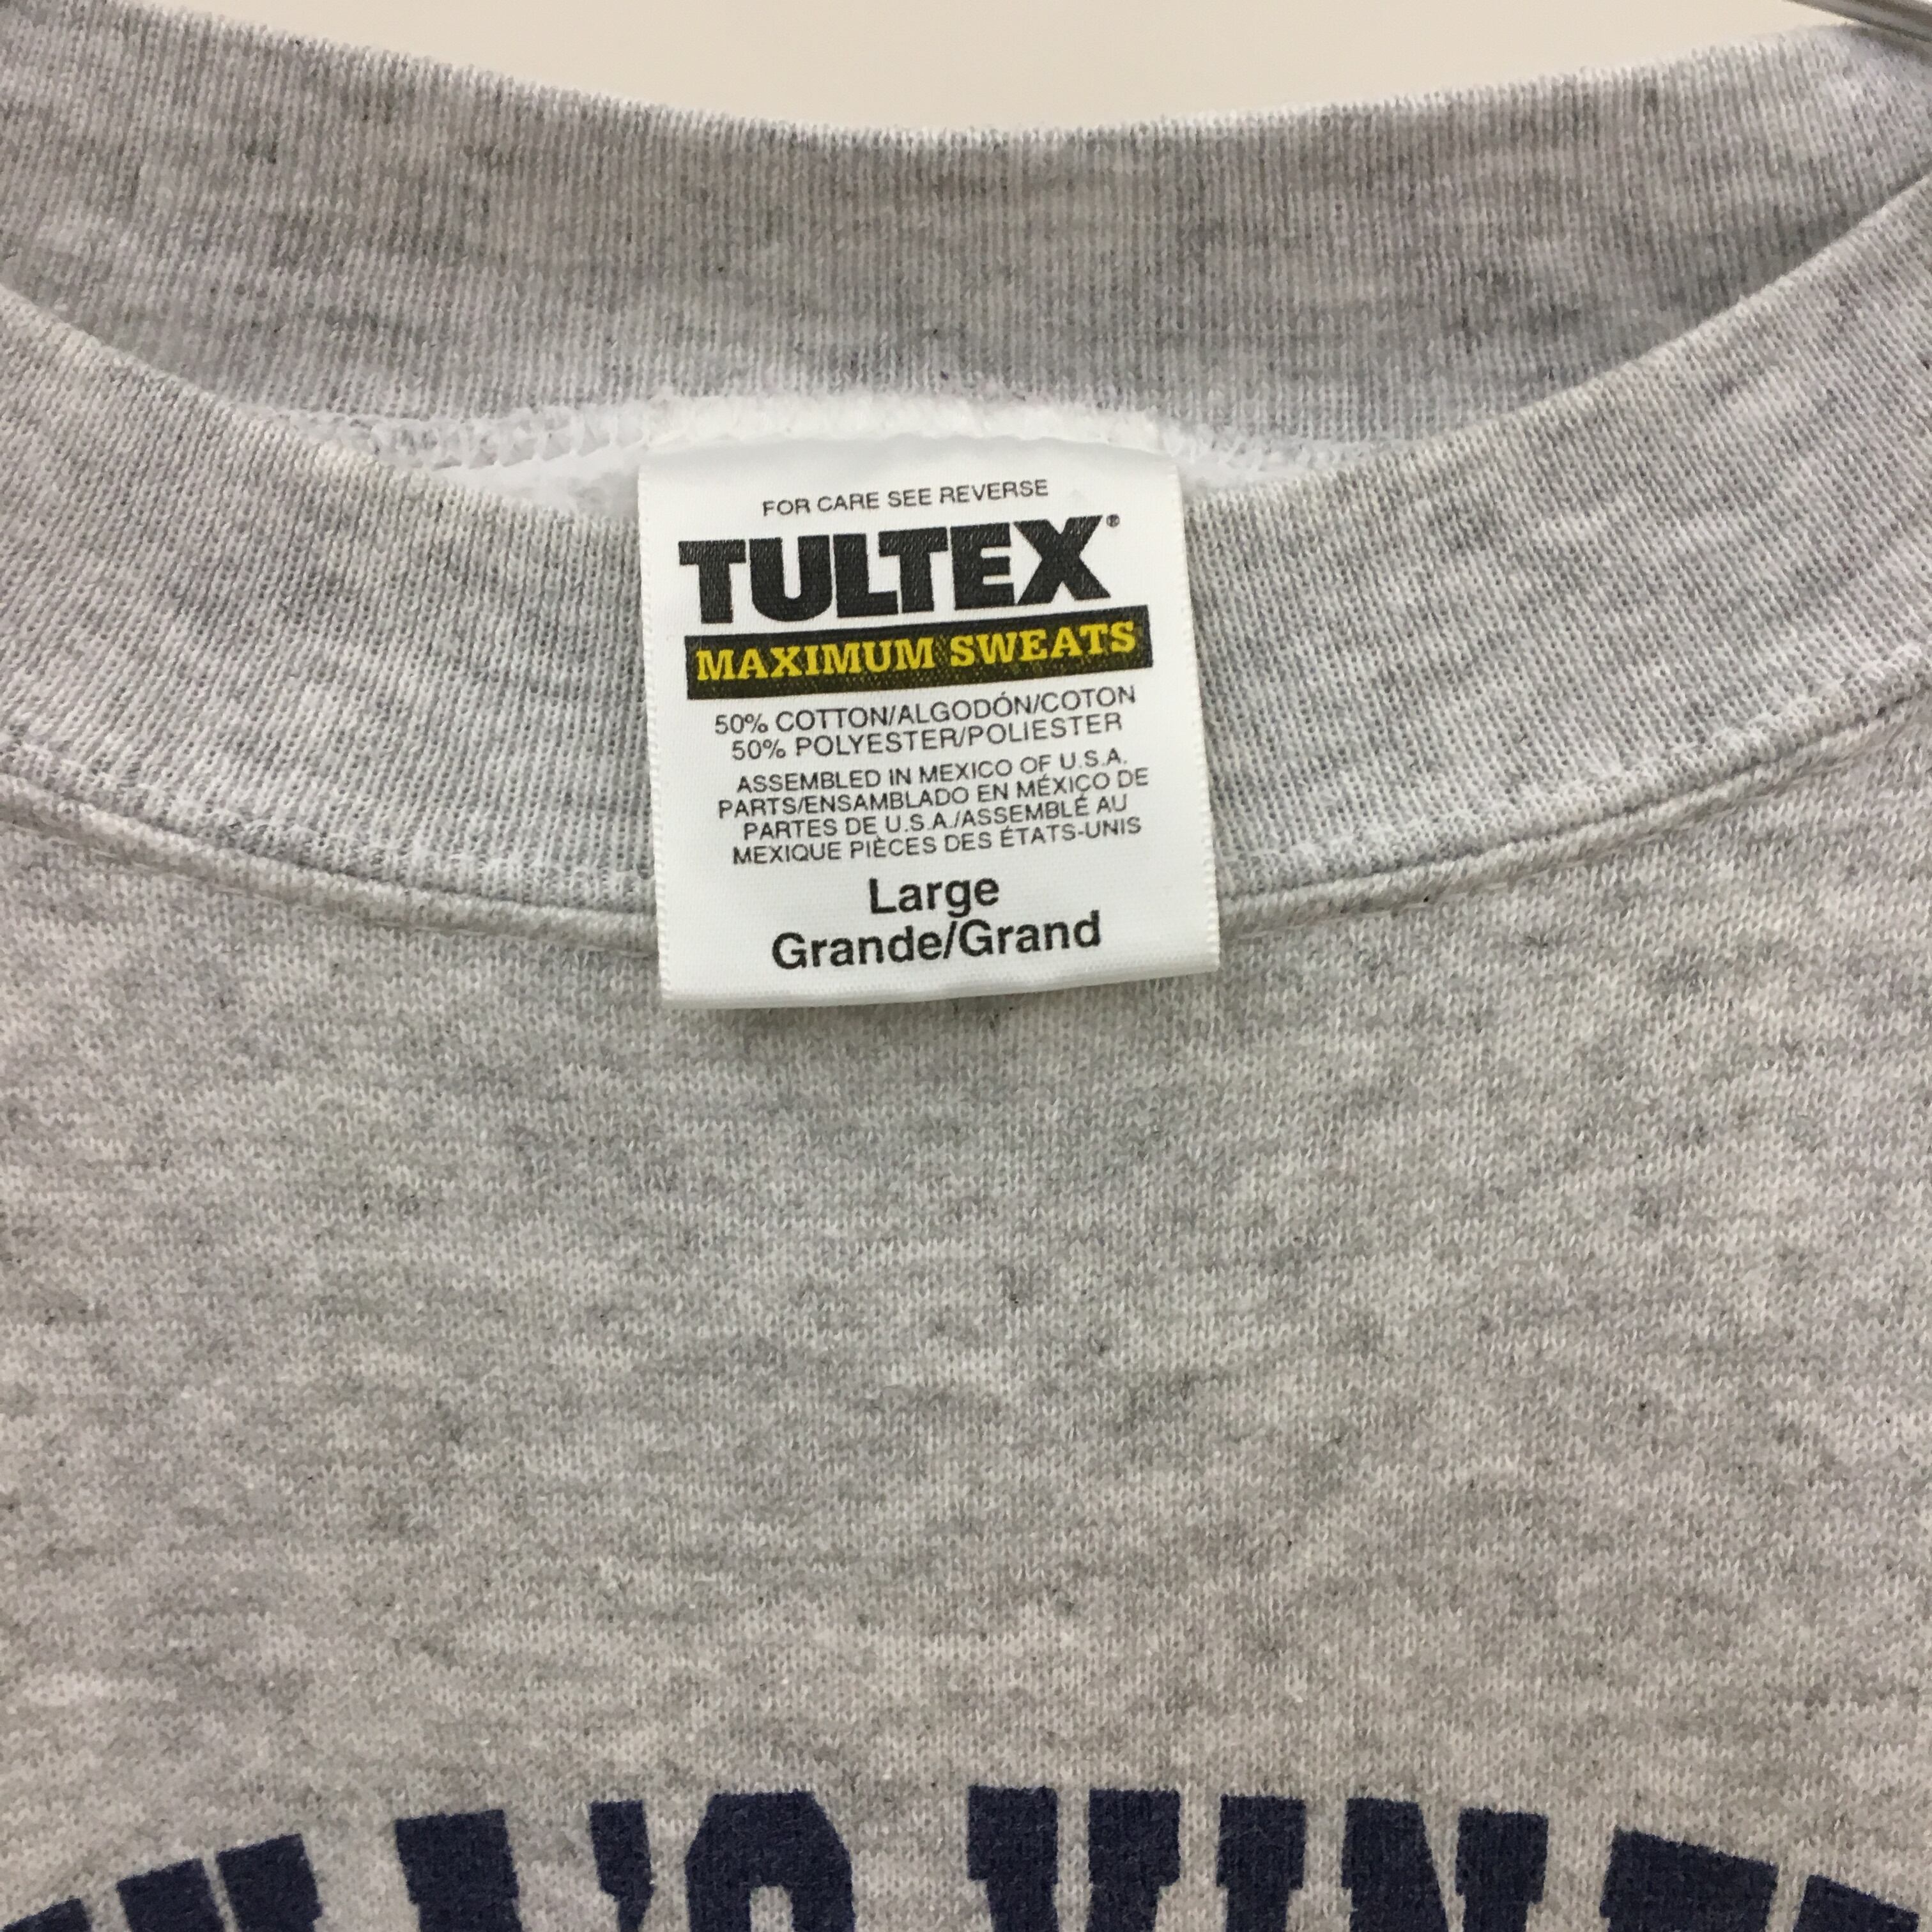 FOR CARE SEE REVERSE
TULTEX®
MAXIMUM SWEATS
50% COTTON/ALGODÓN/COTON
50% POLYESTER/POLIESTER
ASSEMBLED IN MEXICO OF U.S.A.
PARTS/ENSAMBLADO EN MÉXICO DE
PARTES DE U.S.A./ASSEMBLÉ AU
MEXIQUE PIÈCES DES ÉTATS-UNIS
Large
Grande/Grand